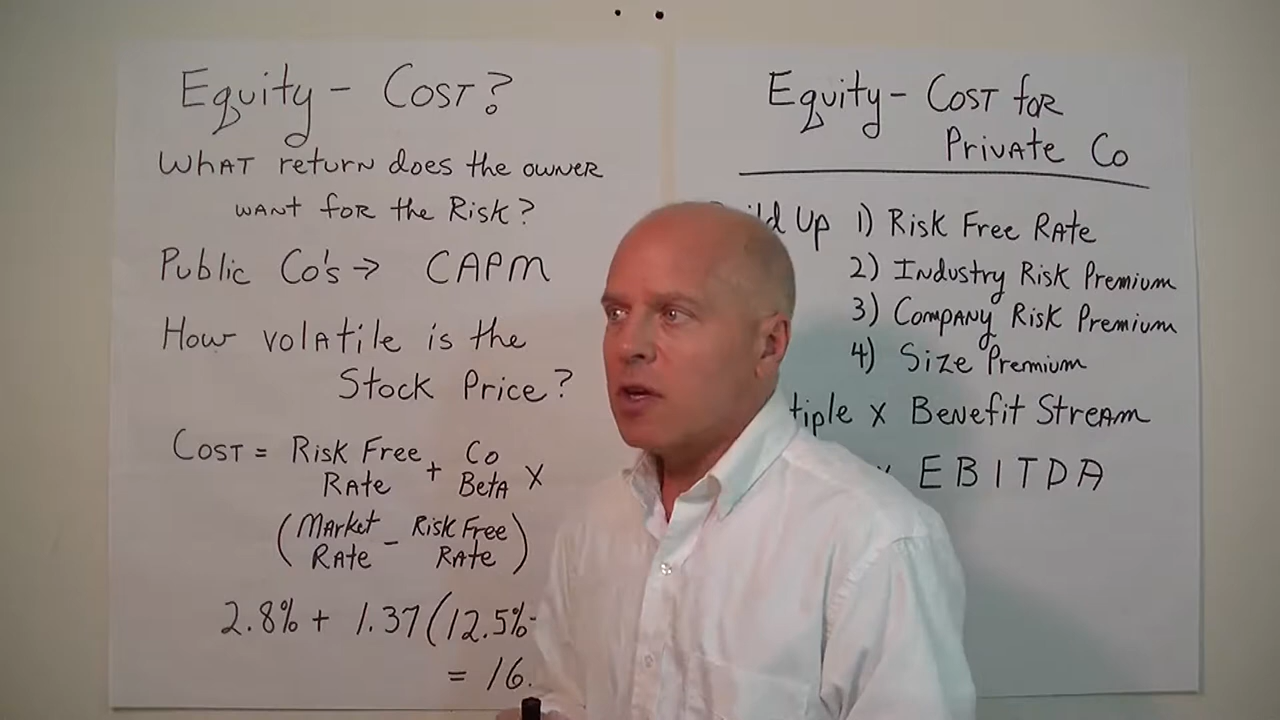 Equity - Cost?
What return does the owner
want for the Risk?
Public Co's → CAPM
How volatile is the
Stock Price?
Cost = Risk Free Rate + Co Beta X
(Market Rate - Risk Free Rate)
2.8% + 1.37(12.5%-
= 16.
Equity - Cost for
Private Co
Up 1) Risk Free Rate
2) Industry Risk Premium
3) Company Risk Premium
4) Size Premium
x Benefit Stream
EBITDA